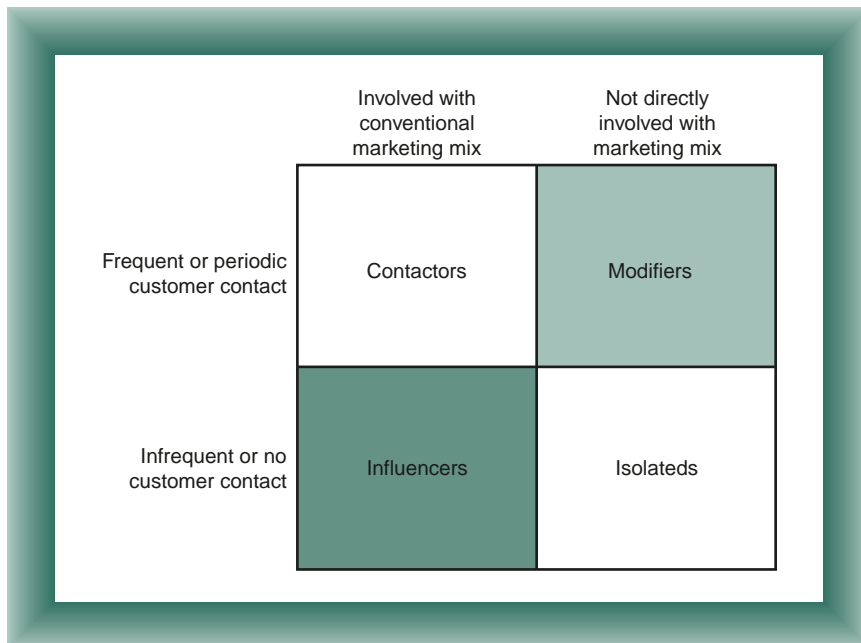 Involved with
conventional
marketing mix
Not directly
involved with
marketing mix
Frequent or periodic
customer contact
Contactors
Modifiers
Infrequent or no
customer contact
Influencers
Isolateds